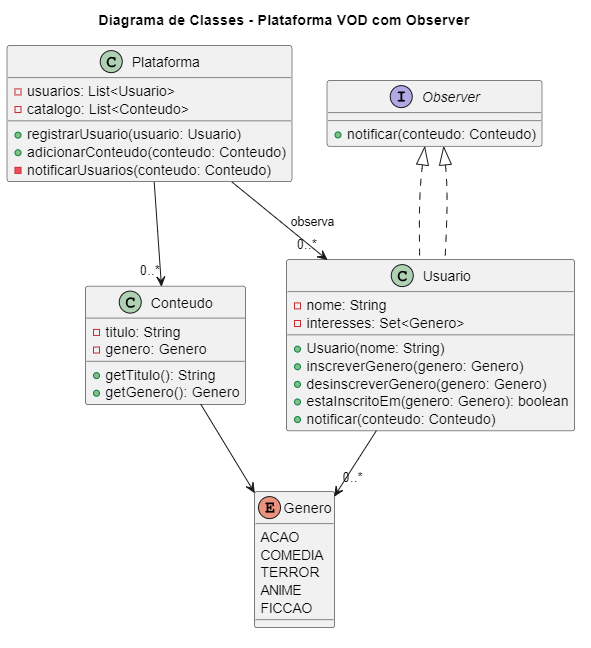 Diagrama de Classes - Plataforma VOD com Observer
C Plataforma
usuarios: List<Usuario>
catalogo: List<Conteudo>
registrarUsuario(usuario: Usuario)
adicionarConteudo(conteudo: Conteudo)
notificarUsuarios(conteudo: Conteudo)
I Observer
notificar(conteudo: Conteudo)
observa
0..*
0..*
C Conteudo
titulo: String
genero: Genero
getTitulo(): String
getGenero(): Genero
C Usuario
nome: String
interesses: Set<Genero>
Usuario(nome: String)
inscreverGenero(genero: Genero)
desinscreverGenero(genero: Genero)
estaInscritoEm(genero: Genero): boolean
notificar(conteudo: Conteudo)
0..*
E Genero
ACAO
COMEDIA
TERROR
ANIME
FICCAO